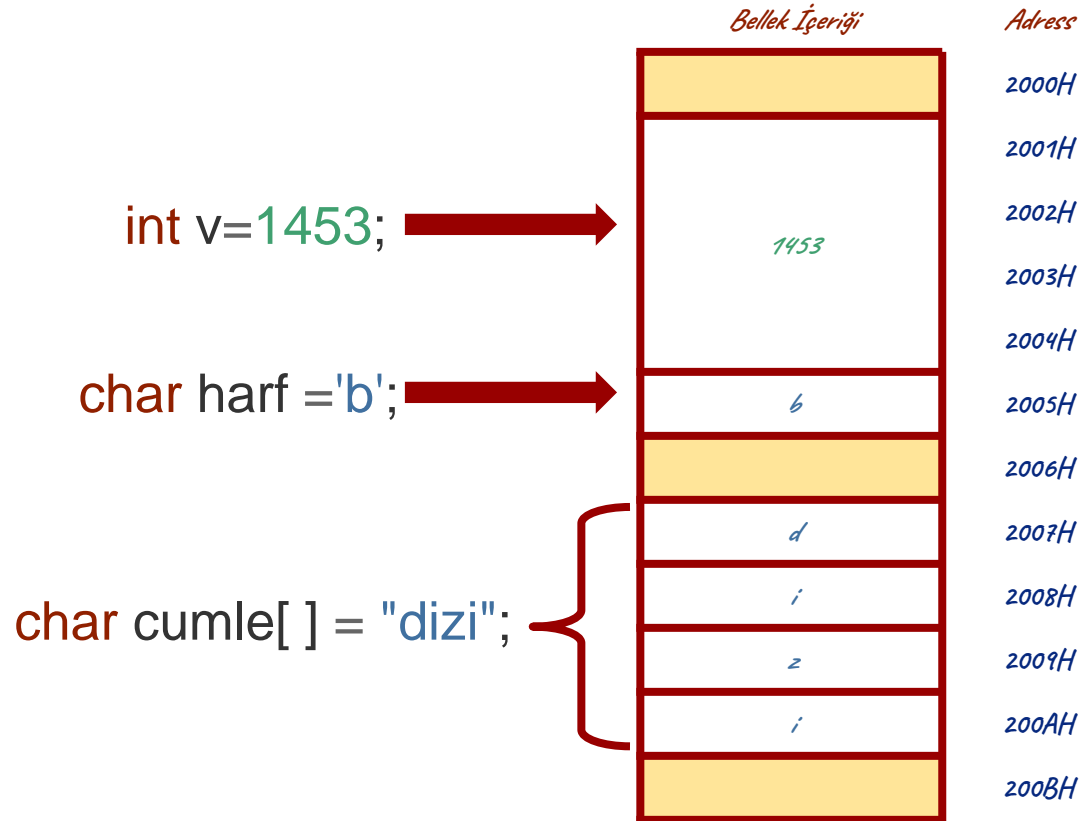 Bellek İçeriği Adress
2000H
2001H
int v=1453; 2002H
1453
2003H
2004H
char harf ='b'; b 2005H
2006H
d 2007H
i 2008H
char cumle[ ] = "dizi";
z 2009H
i 200AH
200BH